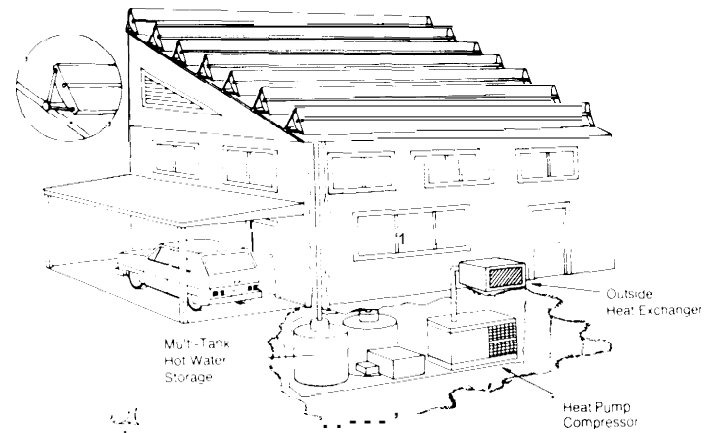 Outside
Heat Exchanger
Multi-Tank
Hot Water
Storage
Heat Pump
Compressor